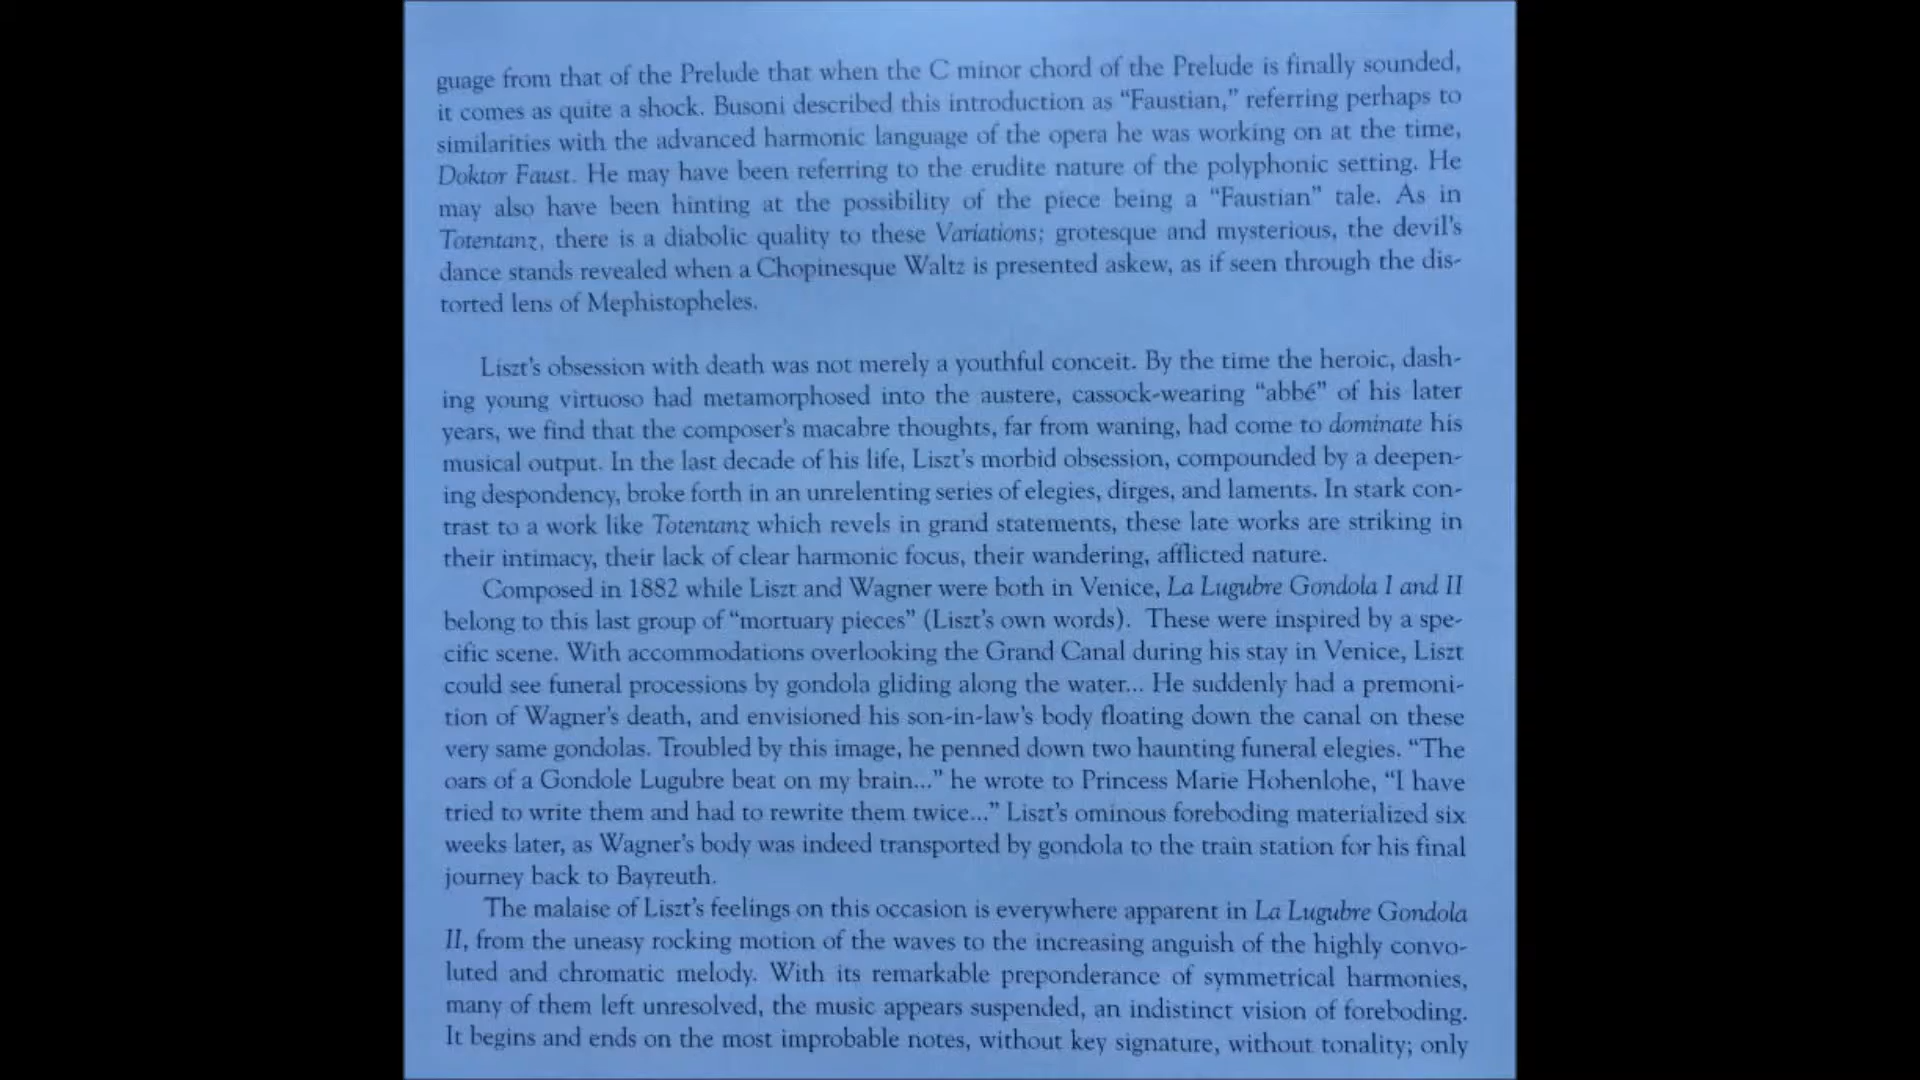 guage from that of the Prelude that when the C minor chord of the Prelude is finally sounded,
it comes as quite a shock. Busoni described this introduction as “Faustian,” referring perhaps to
similarities with the advanced harmonic language of the opera he was working on at the time,
Doktor Faust. He may have been referring to the erudite nature of the polyphonic setting. He
may also have been hinting at the possibility of the piece being a “Faustian” tale. As in
Totentanz, there is a diabolic quality to these Variations; grotesque and mysterious, the devil’s
dance stands revealed when a Chopinesque Waltz is presented askew, as if seen through the dis-
torted lens of Mephistopheles.
Liszt’s obsession with death was not merely a youthful conceit. By the time the heroic, dash-
ing young virtuoso had metamorphosed into the austere, cassock-wearing “abbé” of his later
years, we find that the composer’s macabre thoughts, far from waning, had come to dominate his
musical output. In the last decade of his life, Liszt’s morbid obsession, compounded by a deepen-
ing despondency, broke forth in an unrelenting series of elegies, dirges, and laments. In stark con-
trast to a work like Totentanz which revels in grand statements, these late works are striking in
their intimacy, their lack of clear harmonic focus, their wandering, afflicted nature.
Composed in 1882 while Liszt and Wagner were both in Venice, La Lugubre Gondola I and II
belong to this last group of “mortuary pieces” (Liszt’s own words). These were inspired by a spe-
cific scene. With accommodations overlooking the Grand Canal during his stay in Venice, Liszt
could see funeral processions by gondola gliding along the water... He suddenly had a premoni-
tion of Wagner’s death, and envisioned his son-in-law’s body floating down the canal on these
very same gondolas. Troubled by this image, he penned down two haunting funeral elegies. “The
oars of a Gondole Lugubre beat on my brain...” he wrote to Princess Marie Hohenlohe, “I have
tried to write them and had to rewrite them twice...” Liszt’s ominous foreboding materialized six
weeks later, as Wagner’s body was indeed transported by gondola to the train station for his final
journey back to Bayreuth.
The malaise of Liszt’s feelings on this occasion is everywhere apparent in La Lugubre Gondola
II, from the uneasy rocking motion of the waves to the increasing anguish of the highly convo-
luted and chromatic melody. With its remarkable preponderance of symmetrical harmonies,
many of them left unresolved, the music appears suspended, an indistinct vision of foreboding.
It begins and ends on the most improbable notes, without key signature, without tonality; only